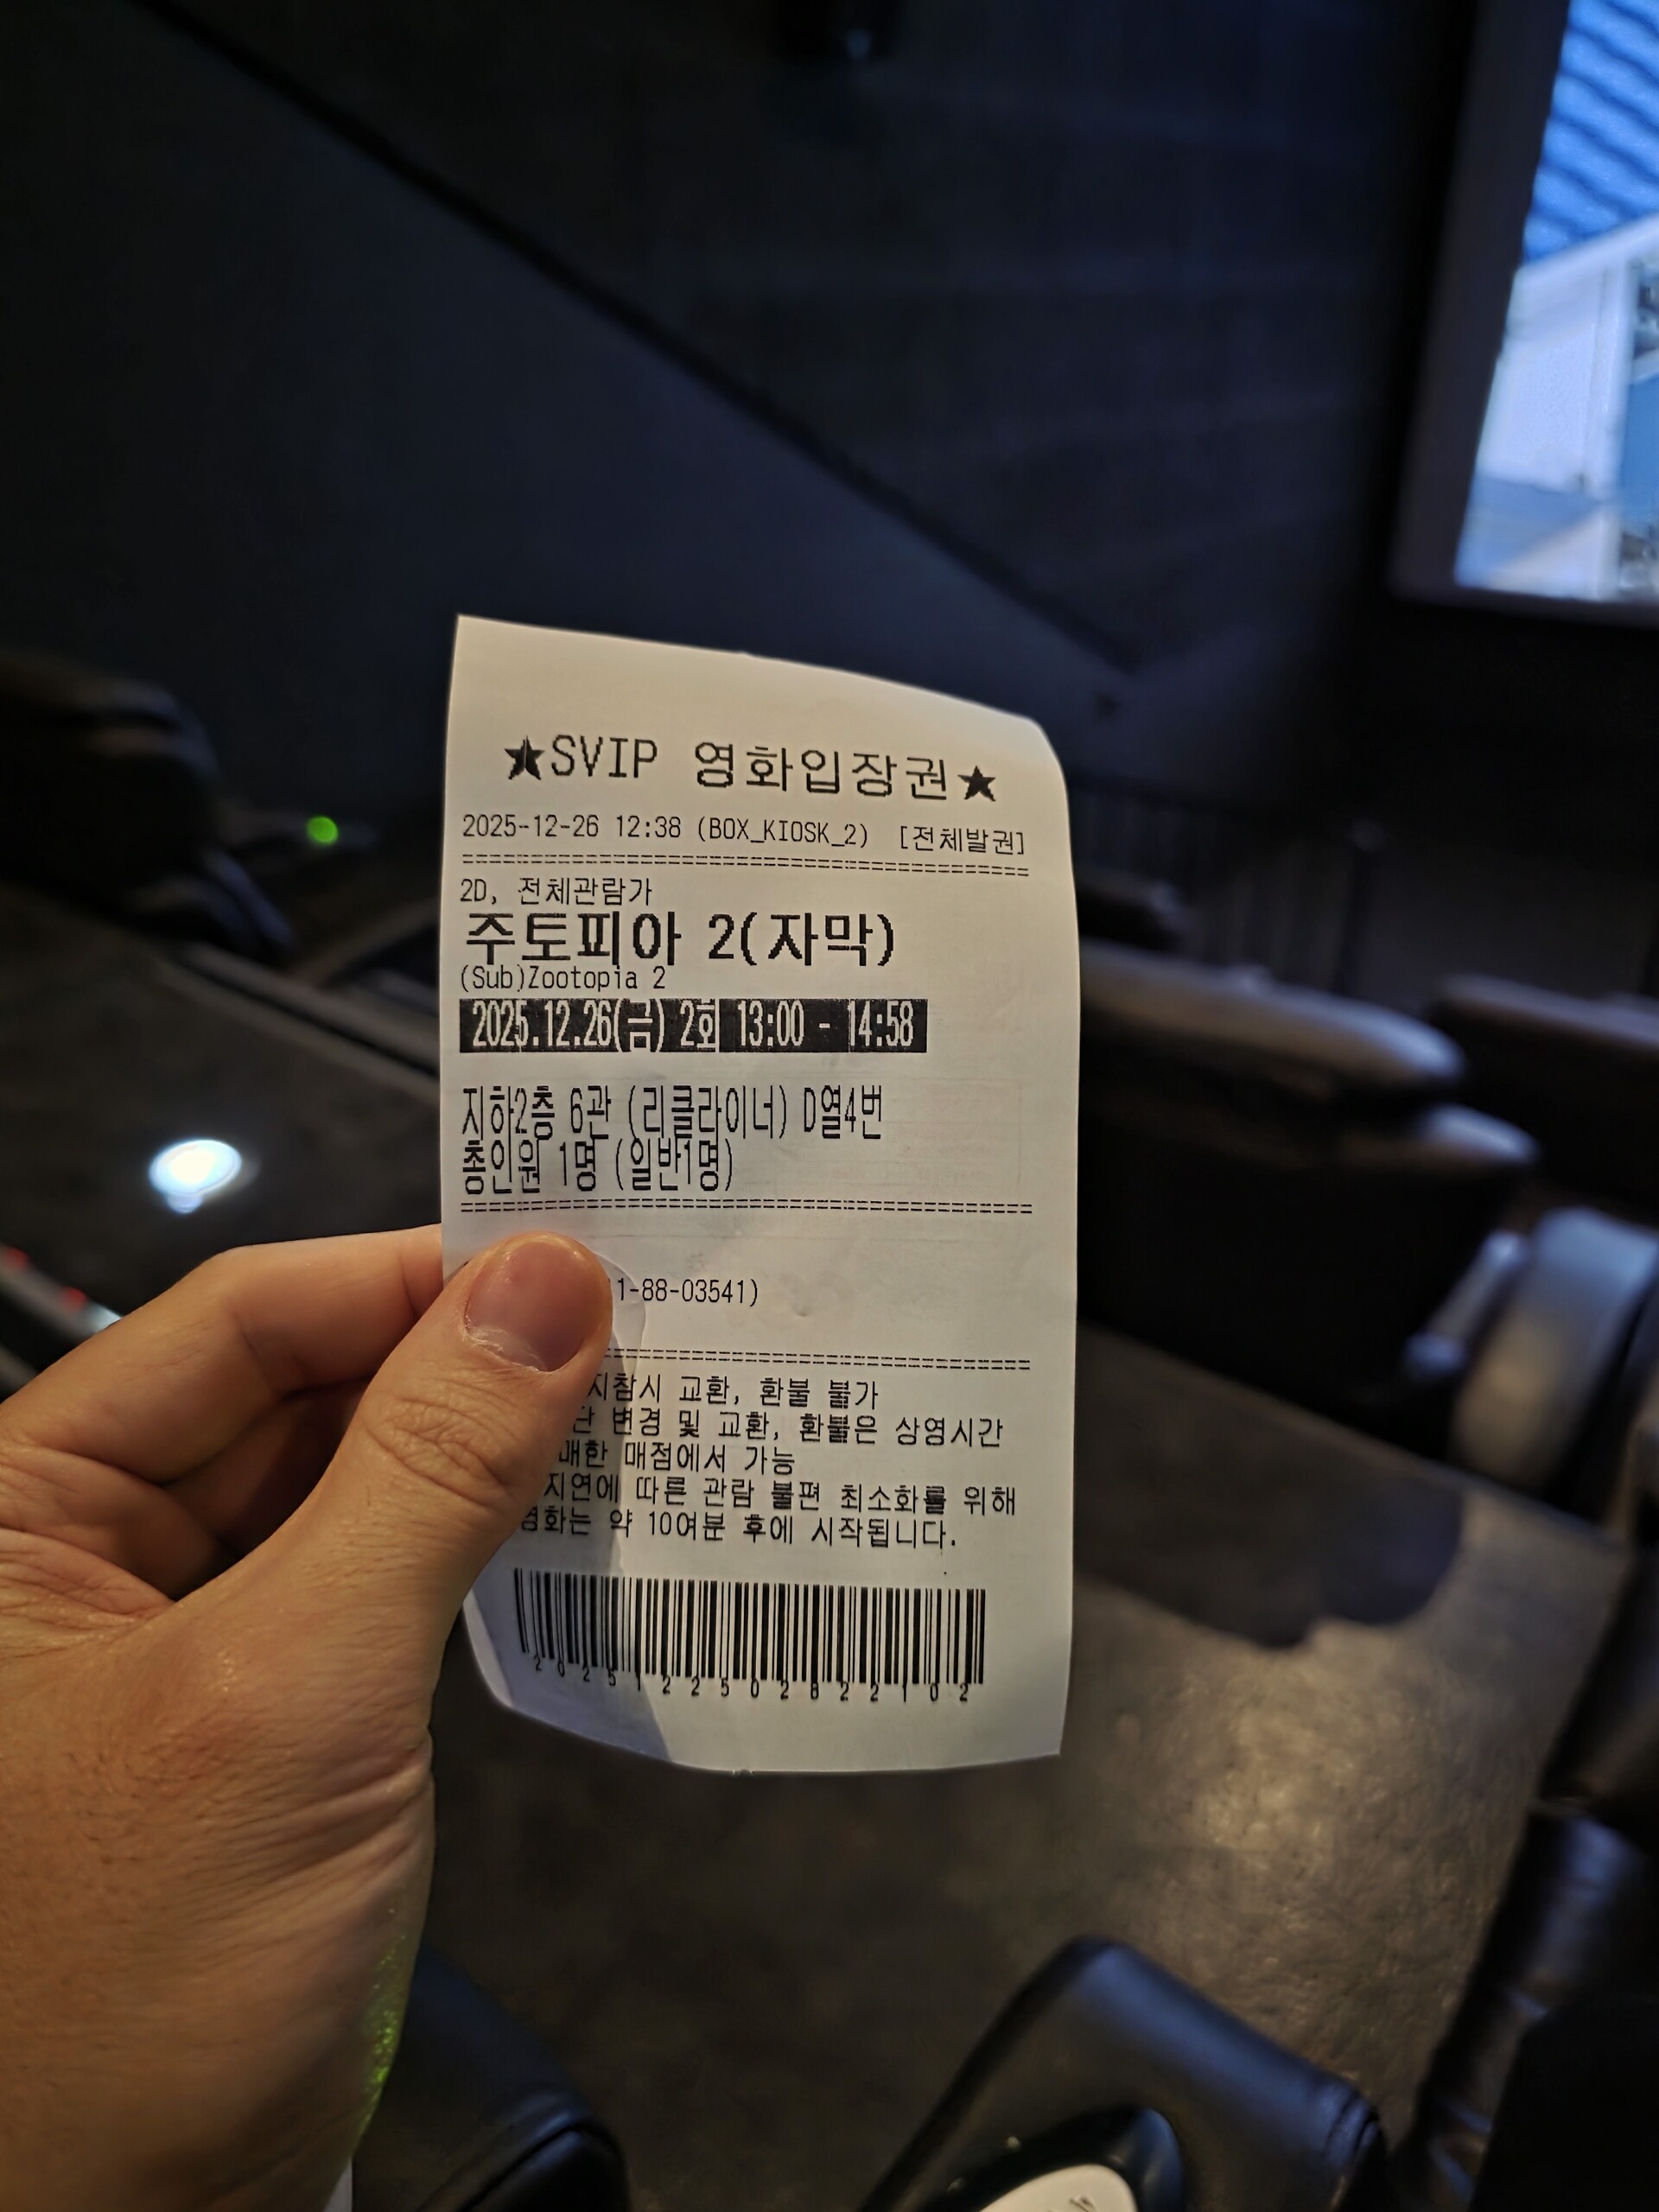 ★SVIP 영화입장권★
2025-12-26 12:38 (BOX_KIOSK_2) [전체발권]
2D, 전체관람가
주토피아 2(자막)
(Sub)Zootopia 2
2025.12.26(금) 2회 13:00 - 14:58
지하2층 6관 (리클라이너) D열4번
총인원 1명 (일반1명)
1-88-03541)
지참시 교환, 환불 불가
단 변경 및 교환, 환불은 상영시간
매한 매점에서 가능
지연에 따른 관람 불편 최소화를 위해
영화는 약 10여분 후에 시작됩니다.
2025122502822102